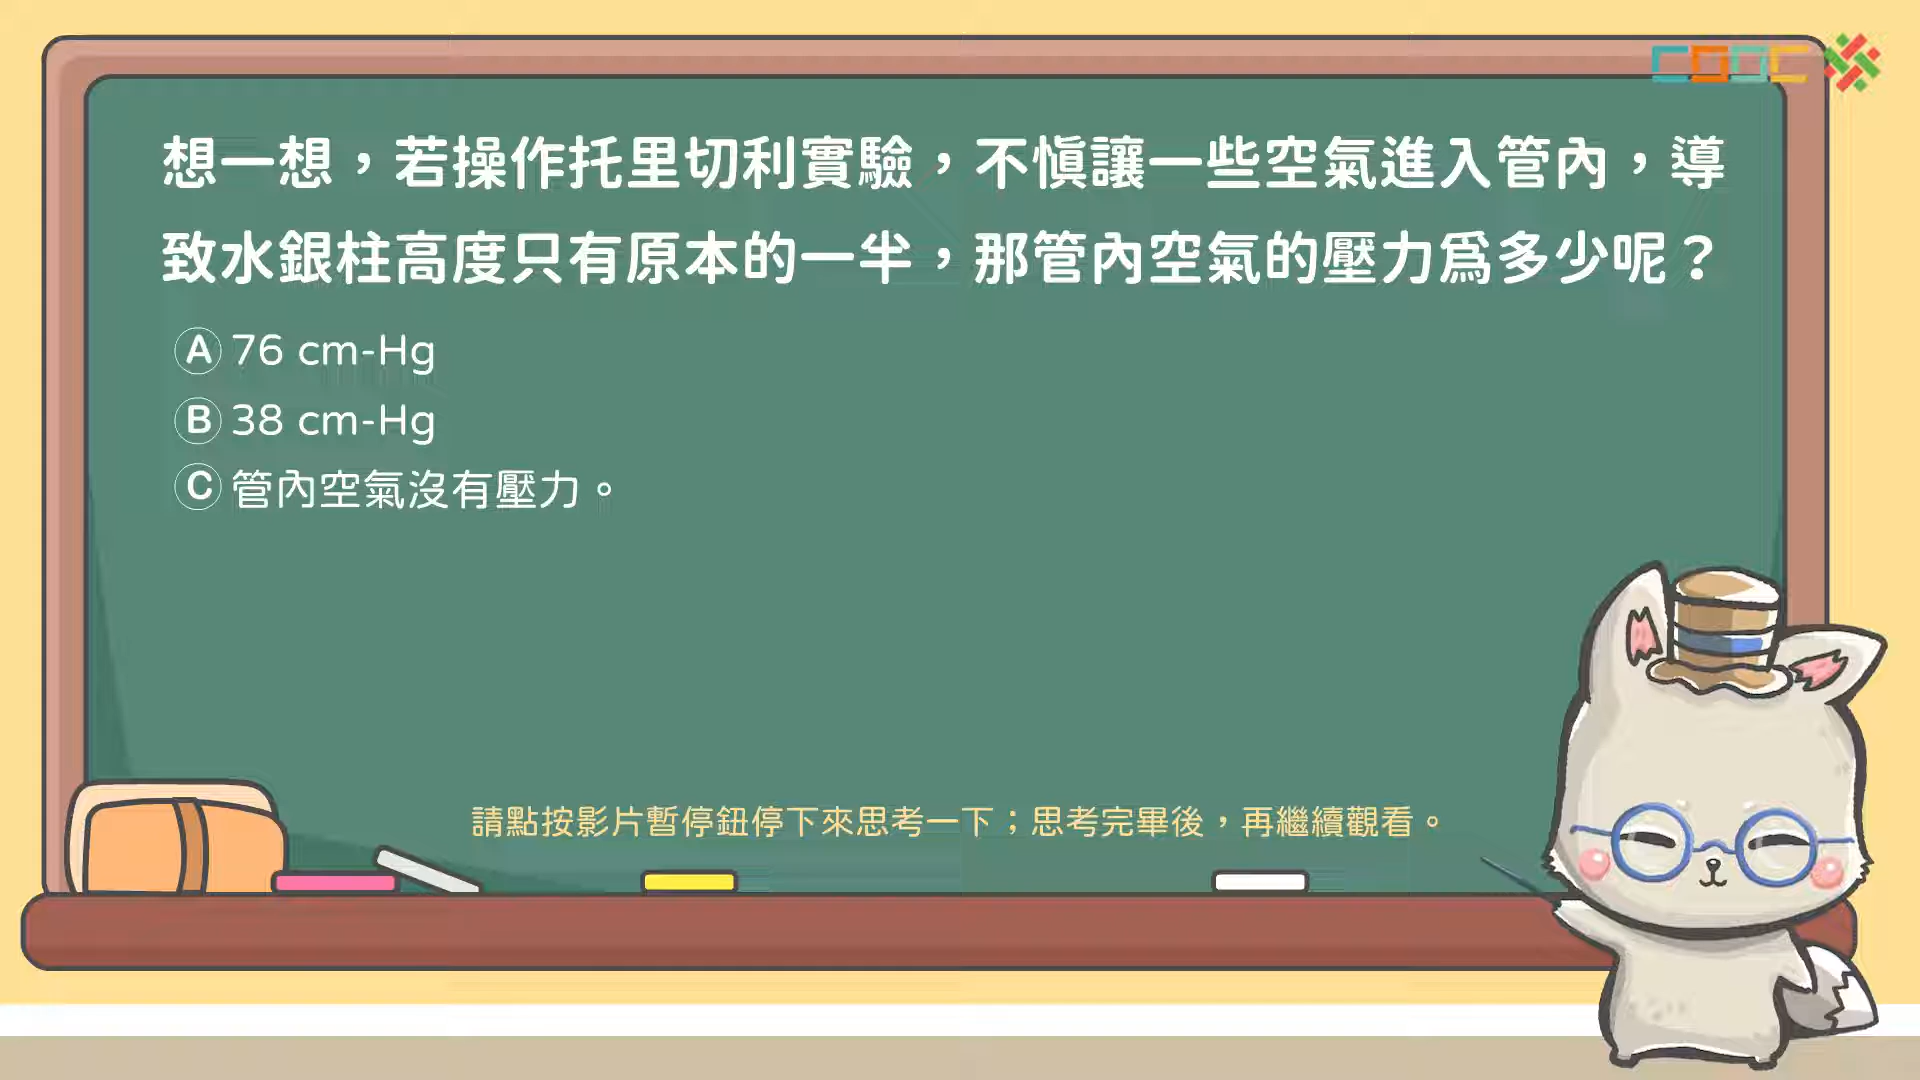 想一想，若操作托里切利實驗，不慎讓一些空氣進入管內，導
致水銀柱高度只有原本的一半，那管內空氣的壓力為多少呢？
Ⓐ 76 cm-Hg
Ⓑ 38 cm-Hg
Ⓒ 管內空氣沒有壓力。
請點按影片暫停鈕停下來思考一下；思考完畢後，再繼續觀看。